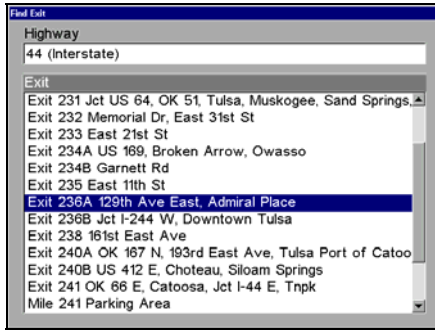 Find Exit
Highway
44 (Interstate)
Exit
Exit 231 Jct US 64, OK 51, Tulsa, Muskogee, Sand Springs,
Exit 232 Memorial Dr, East 31st St
Exit 233 East 21st St
Exit 234A US 169, Broken Arrow, Owasso
Exit 234B Garnett Rd
Exit 235 East 11th St
Exit 236A 129th Ave East, Admiral Place
Exit 236B Jct I-244 W, Downtown Tulsa
Exit 238 161st East Ave
Exit 240A OK 167 N, 193rd East Ave, Tulsa Port of Catoo
Exit 240B US 412 E, Choteau, Siloam Springs
Exit 241 OK 66 E, Catoosa, Jct I-44 E, Tnpk
Mile 241 Parking Area